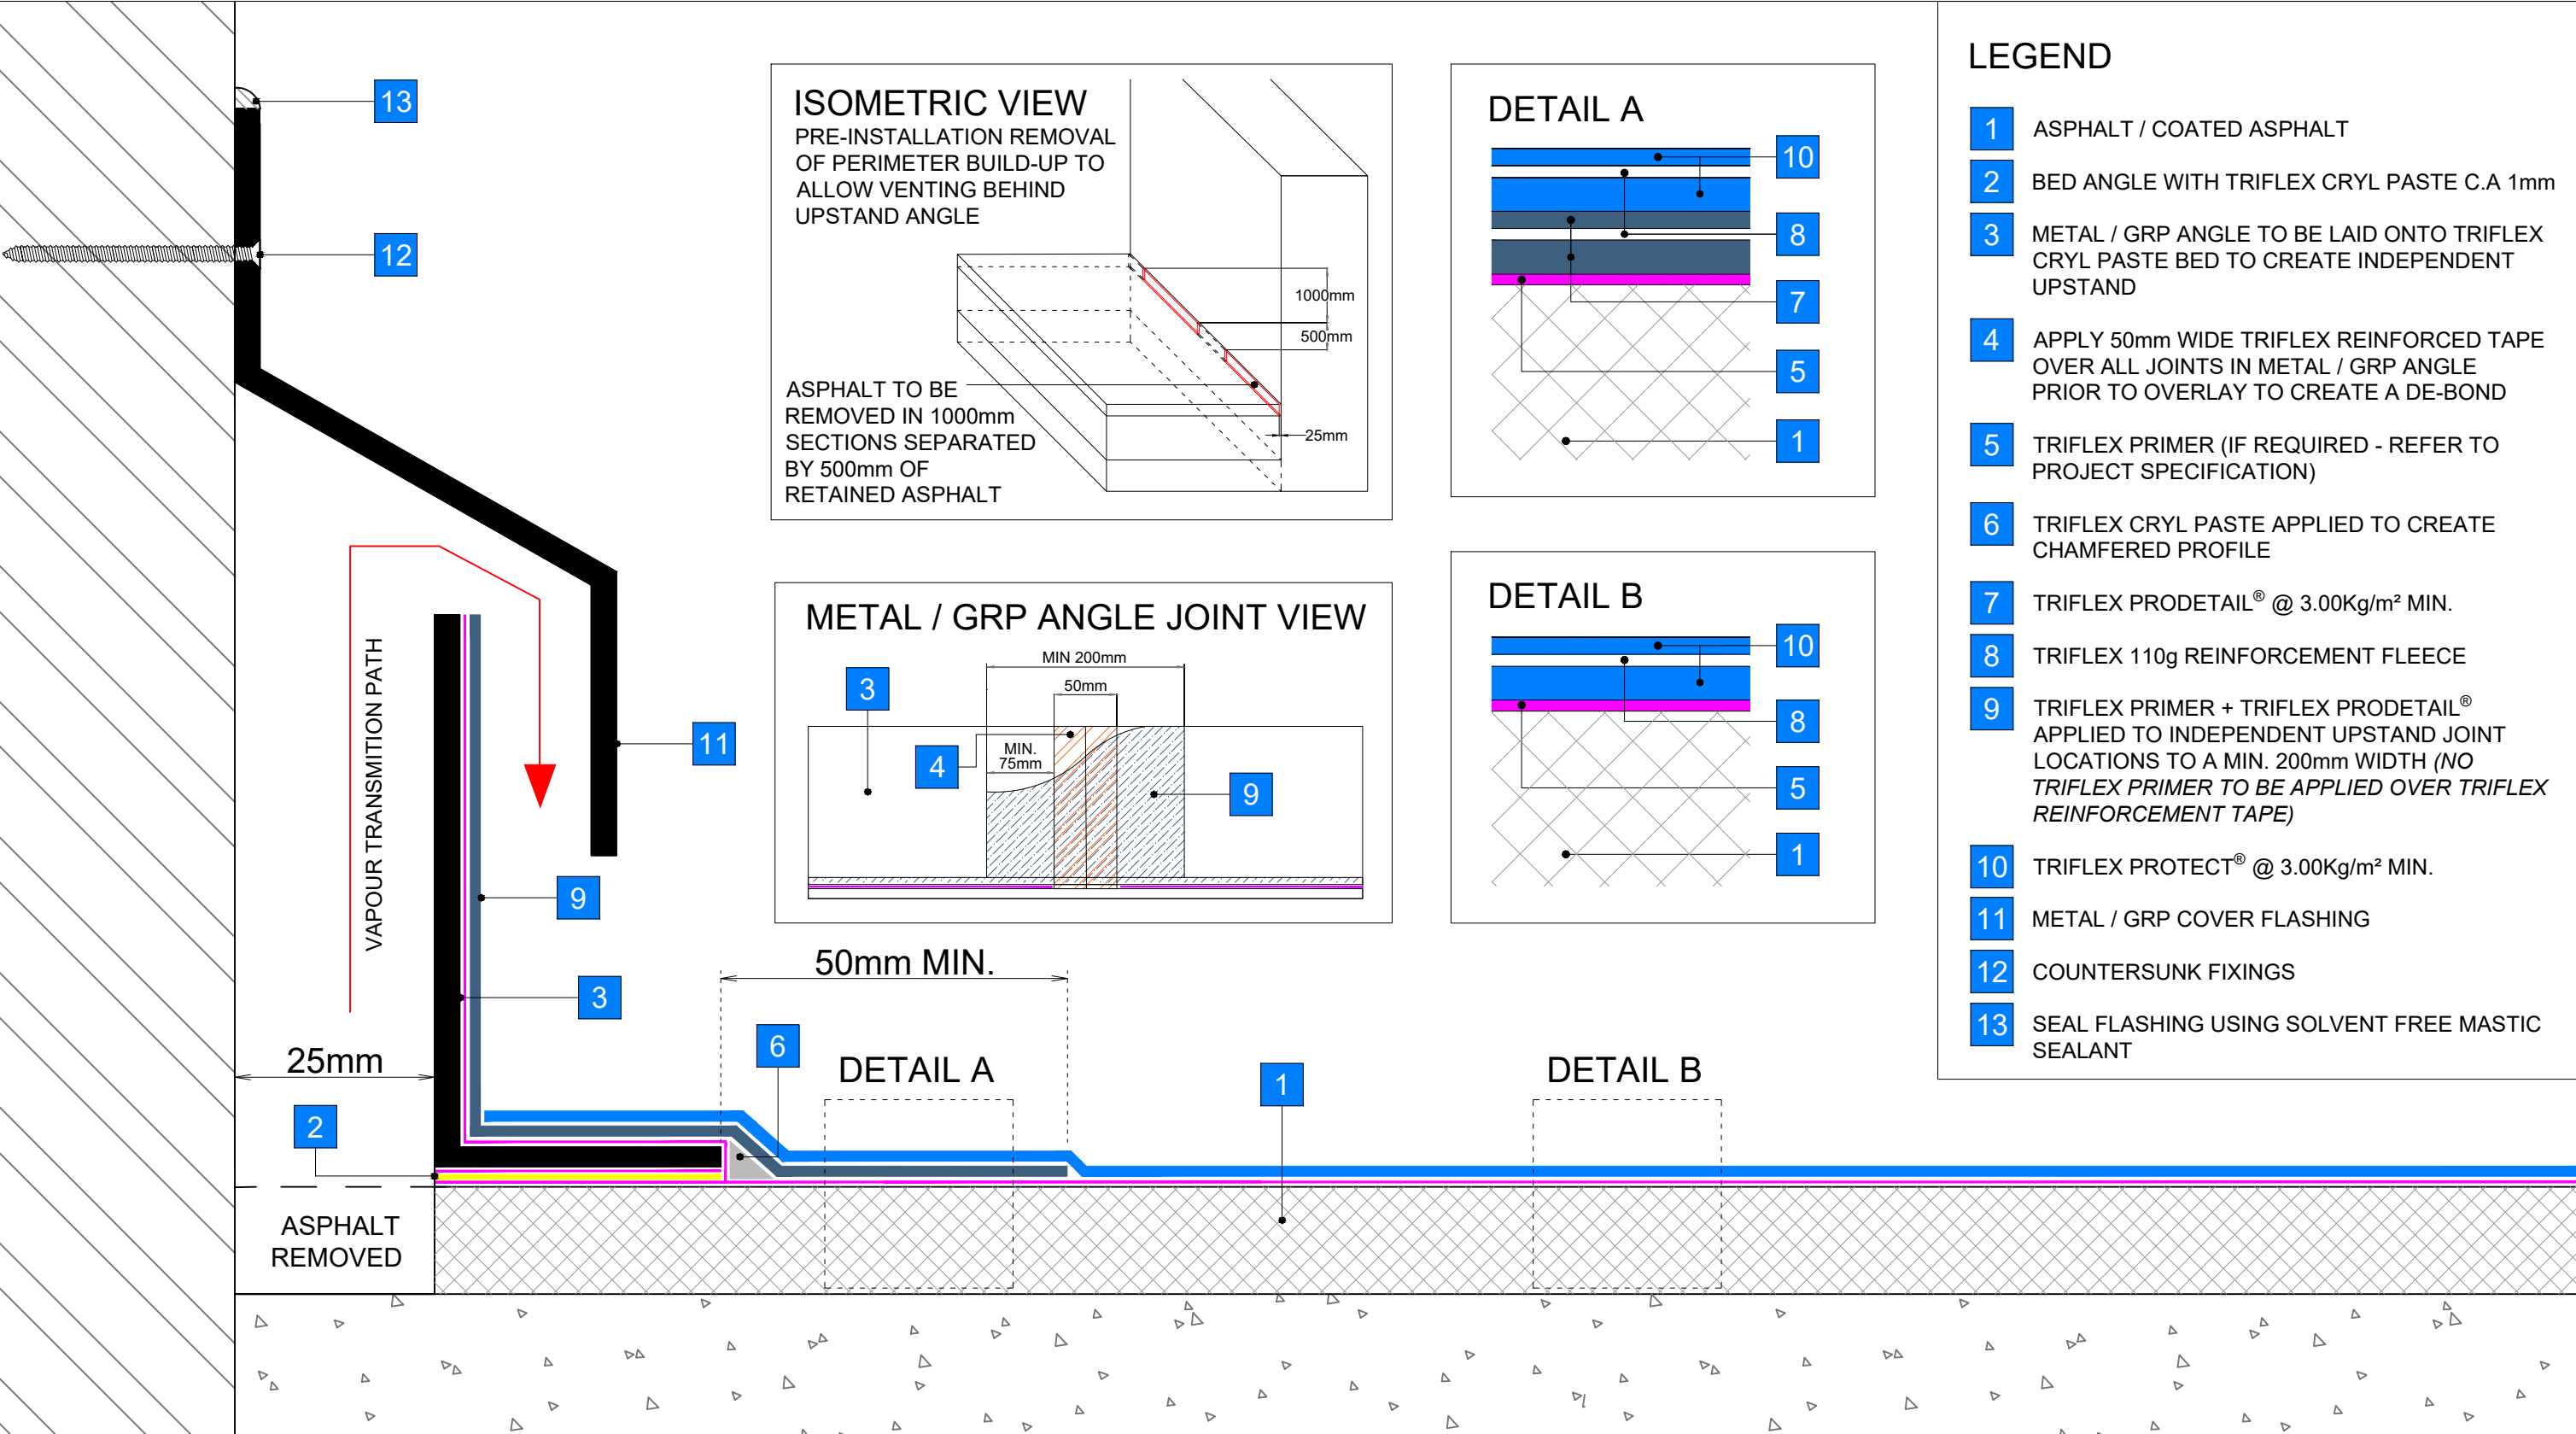 13
12
VAPOUR TRANSMITION PATH
11
9
3
25mm
2
ASPHALT
REMOVED
50mm MIN.
6
DETAIL A
1
DETAIL B
ISOMETRIC VIEW
PRE-INSTALLATION REMOVAL
OF PERIMETER BUILD-UP TO
ALLOW VENTING BEHIND
UPSTAND ANGLE
1000mm
500mm
25mm
ASPHALT TO BE
REMOVED IN 1000mm
SECTIONS SEPARATED
BY 500mm OF
RETAINED ASPHALT
METAL / GRP ANGLE JOINT VIEW
MIN 200mm
50mm
MIN.
75mm
3
4
9
DETAIL A
10
8
7
5
1
DETAIL B
10
8
5
1
LEGEND
1 ASPHALT / COATED ASPHALT
2 BED ANGLE WITH TRIFLEX CRYL PASTE C.A 1mm
3 METAL / GRP ANGLE TO BE LAID ONTO TRIFLEX
CRYL PASTE BED TO CREATE INDEPENDENT
UPSTAND
4 APPLY 50mm WIDE TRIFLEX REINFORCED TAPE
OVER ALL JOINTS IN METAL / GRP ANGLE
PRIOR TO OVERLAY TO CREATE A DE-BOND
5 TRIFLEX PRIMER (IF REQUIRED - REFER TO
PROJECT SPECIFICATION)
6 TRIFLEX CRYL PASTE APPLIED TO CREATE
CHAMFERED PROFILE
7 TRIFLEX PRODETAIL® @ 3.00Kg/m² MIN.
8 TRIFLEX 110g REINFORCEMENT FLEECE
9 TRIFLEX PRIMER + TRIFLEX PRODETAIL®
APPLIED TO INDEPENDENT UPSTAND JOINT
LOCATIONS TO A MIN. 200mm WIDTH (NO
TRIFLEX PRIMER TO BE APPLIED OVER TRIFLEX
REINFORCEMENT TAPE)
10 TRIFLEX PROTECT® @ 3.00Kg/m² MIN.
11 METAL / GRP COVER FLASHING
12 COUNTERSUNK FIXINGS
13 SEAL FLASHING USING SOLVENT FREE MASTIC
SEALANT